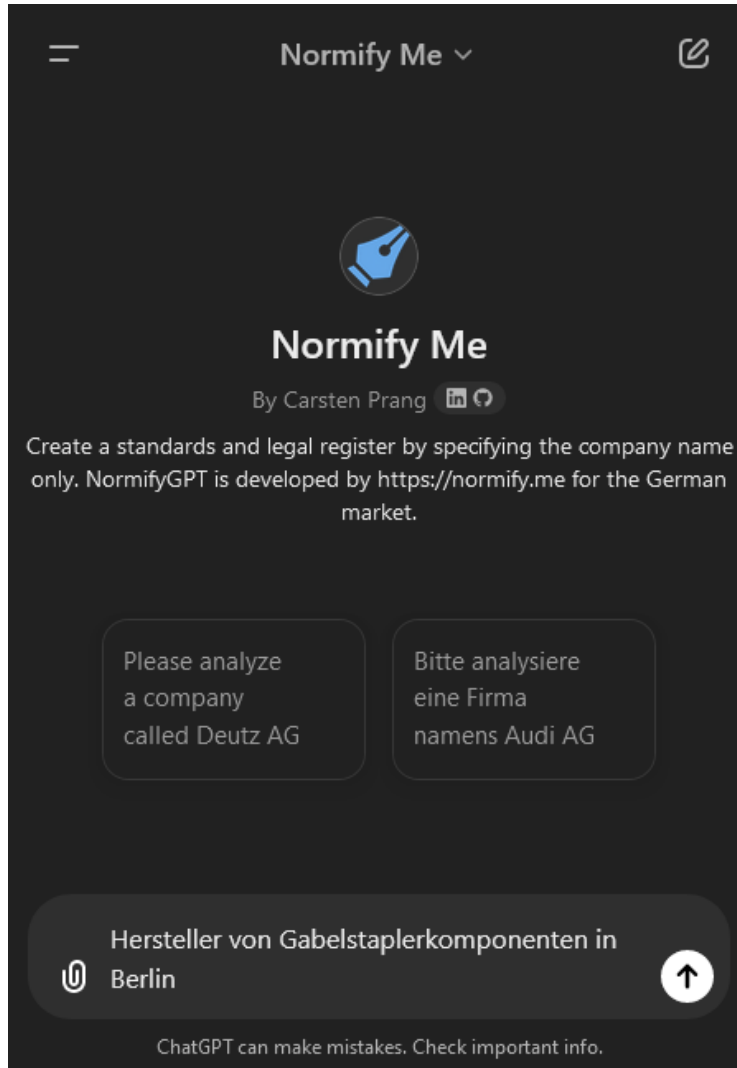 Normify Me
Normify Me
By Carsten Prang in
Create a standards and legal register by specifying the company name
only. NormifyGPT is developed by https://normify.me for the German
market.
Please analyze
a company
called Deutz AG
Bitte analysiere
eine Firma
namens Audi AG
Hersteller von Gabelstaplerkomponenten in
Berlin
ChatGPT can make mistakes. Check important info.